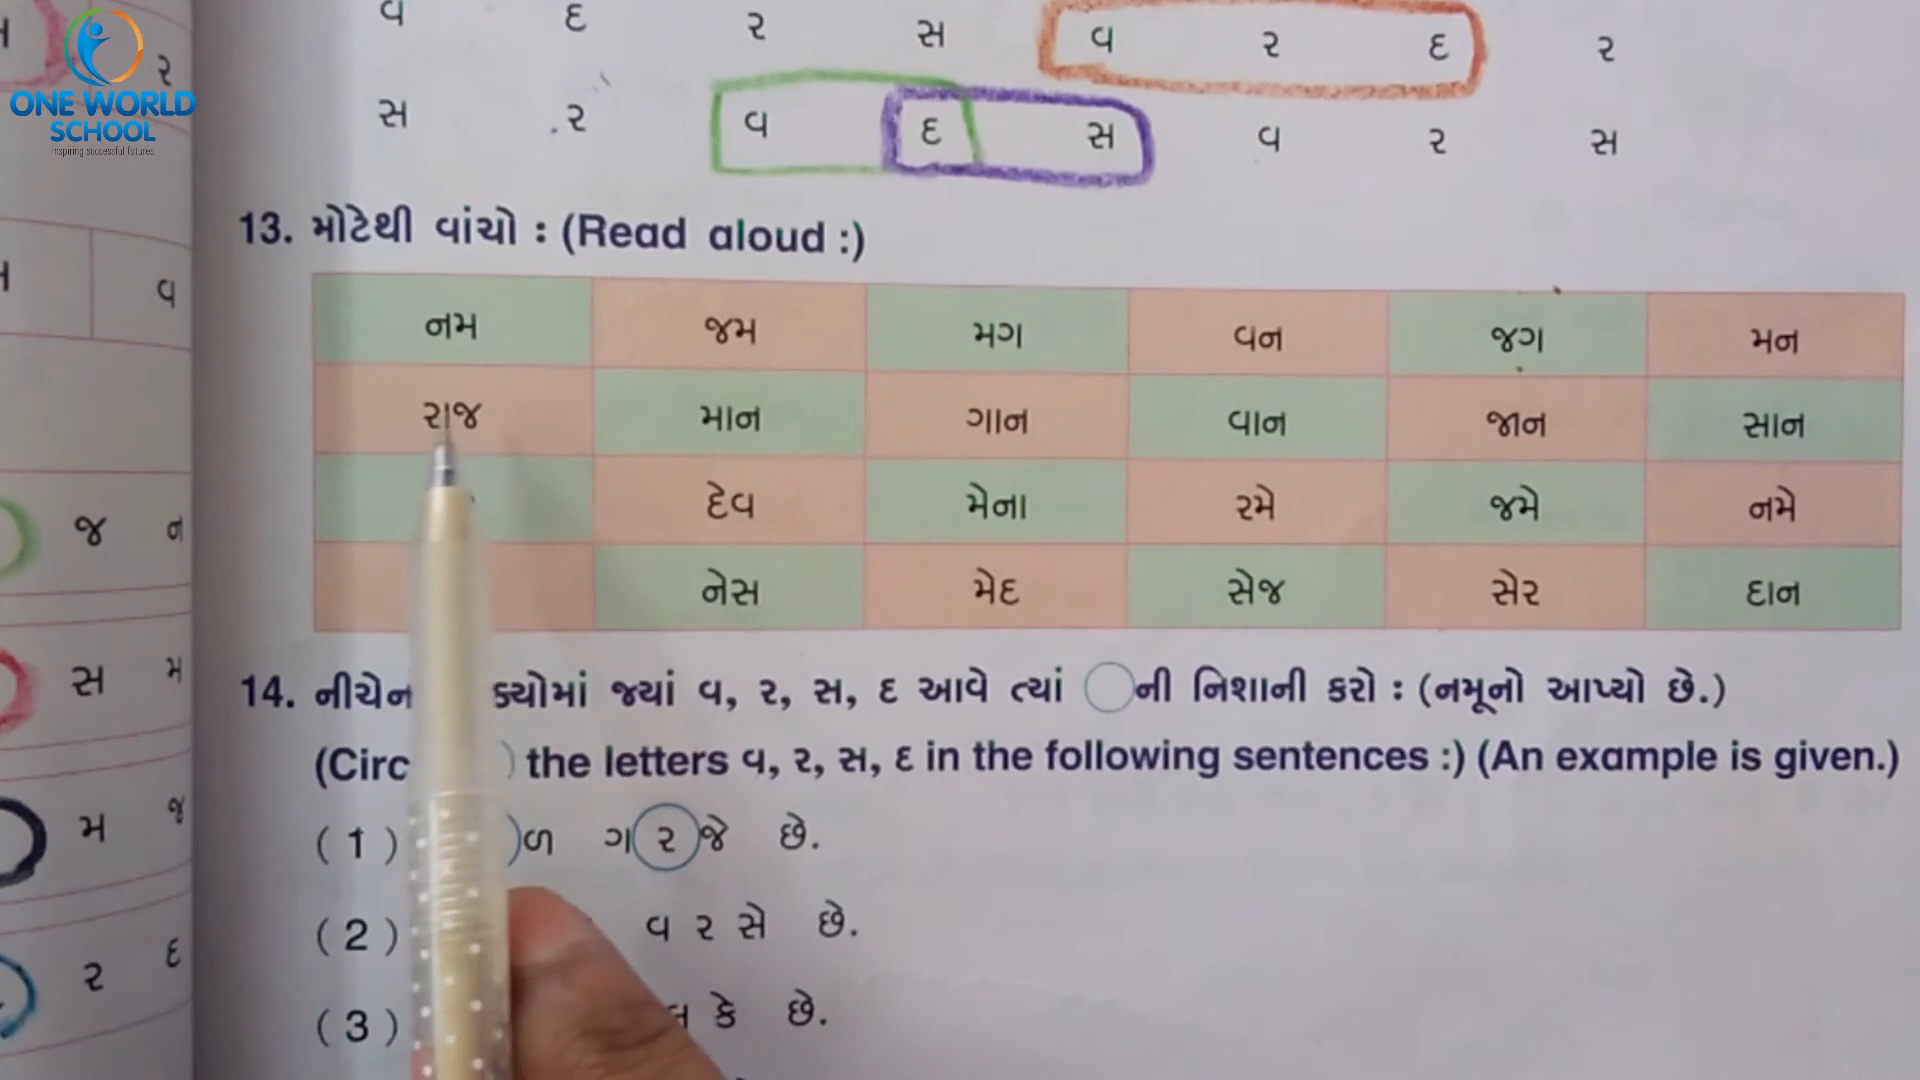 ONE WORLD
SCHOOL
Inspiring successful futures
વ દ ર સ વ ર દ ર
સ ર વ દ સ વ ર સ
ર
વ
જ ન
સ મ
મ જ
ર દ
13. મોટેથી વાંચો : (Read aloud :)
નમ જમ મગ વન જગ મન
રાજ માન ગાન વાન જાન સાન
દેવ મેના રમે જમે નમે
નેસ મેદ સેજ સેર દાન
14. જ્યાં વ, ર, સ, દ આવે ત્યાં ની નિશાની કરો : (નમૂનો આપ્યો છે.)
the letters વ, ર, સ, દ in the following sentences :) (An example is given.)
(1) ળ ગરજે છે.
(2) વ ર સે છે.
(3) કે છે.